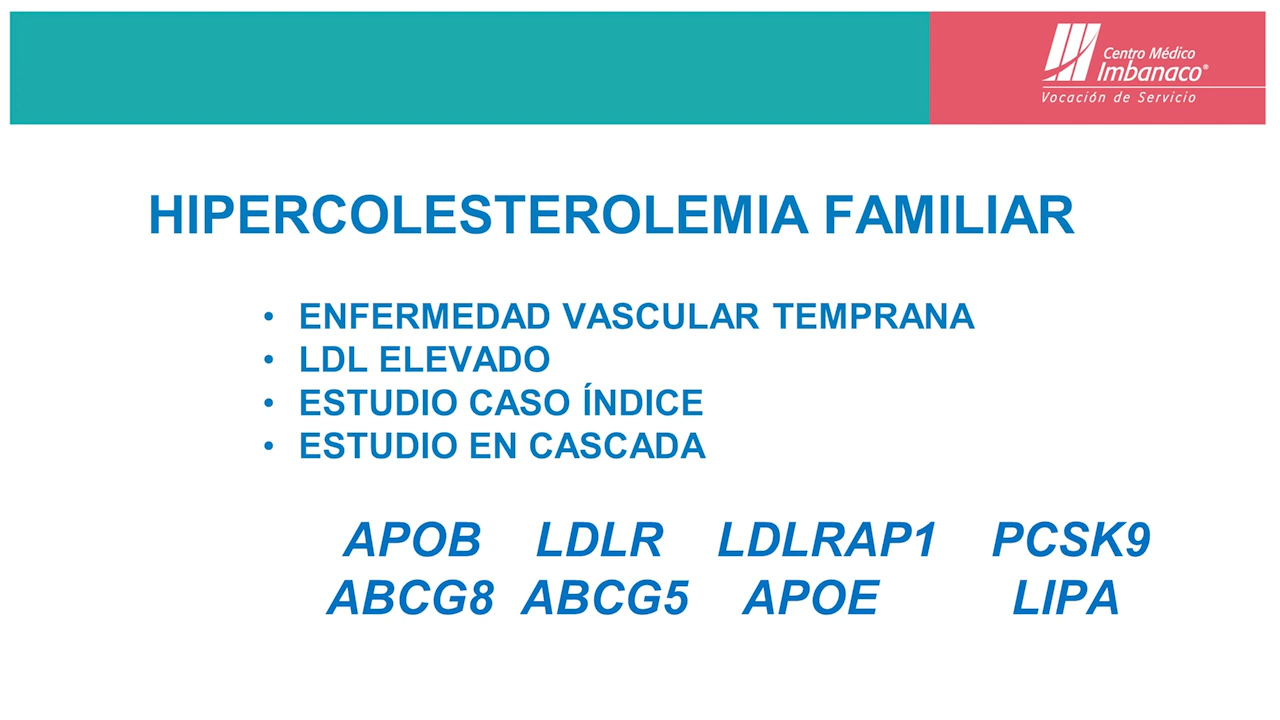 Centro Médico
Imbanaco®
Vocación de Servicio
HIPERCOLESTEROLEMIA FAMILIAR
• ENFERMEDAD VASCULAR TEMPRANA
• LDL ELEVADO
• ESTUDIO CASO ÍNDICE
• ESTUDIO EN CASCADA
APOB LDLR LDLRAP1 PCSK9
ABCG8 ABCG5 APOE LIPA